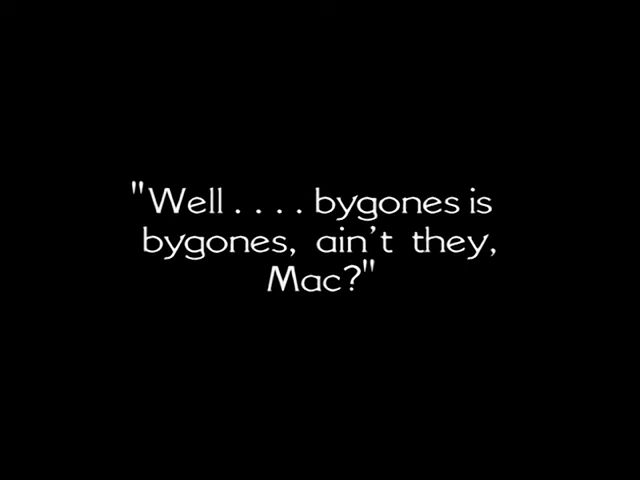 "Well . . . . bygones is
bygones, ain't they,
Mac?"